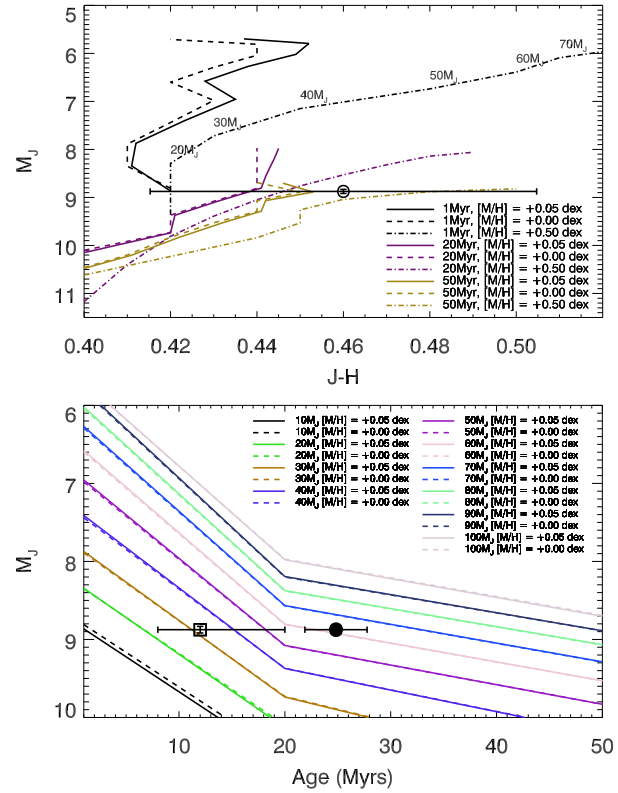 5
6
7
8
9
10
11
M_J
70M_J
60M_J
50M_J
40M_J
30M_J
20M_J
1Myr, [M/H] = +0.05 dex
1Myr, [M/H] = +0.00 dex
1Myr, [M/H] = +0.50 dex
20Myr, [M/H] = +0.05 dex
20Myr, [M/H] = +0.00 dex
20Myr, [M/H] = +0.50 dex
50Myr, [M/H] = +0.05 dex
50Myr, [M/H] = +0.00 dex
50Myr, [M/H] = +0.50 dex
0.40 0.42 0.44 0.46 0.48 0.50
J-H
6
7
8
9
10
M_J
10M_J [M/H] = +0.05 dex
10M_J [M/H] = +0.00 dex
20M_J [M/H] = +0.05 dex
20M_J [M/H] = +0.00 dex
30M_J [M/H] = +0.05 dex
30M_J [M/H] = +0.00 dex
40M_J [M/H] = +0.05 dex
40M_J [M/H] = +0.00 dex
50M_J [M/H] = +0.05 dex
50M_J [M/H] = +0.00 dex
60M_J [M/H] = +0.05 dex
60M_J [M/H] = +0.00 dex
70M_J [M/H] = +0.05 dex
70M_J [M/H] = +0.00 dex
80M_J [M/H] = +0.05 dex
80M_J [M/H] = +0.00 dex
90M_J [M/H] = +0.05 dex
90M_J [M/H] = +0.00 dex
100M_J [M/H] = +0.05 dex
100M_J [M/H] = +0.00 dex
10 20 30 40 50
Age (Myrs)